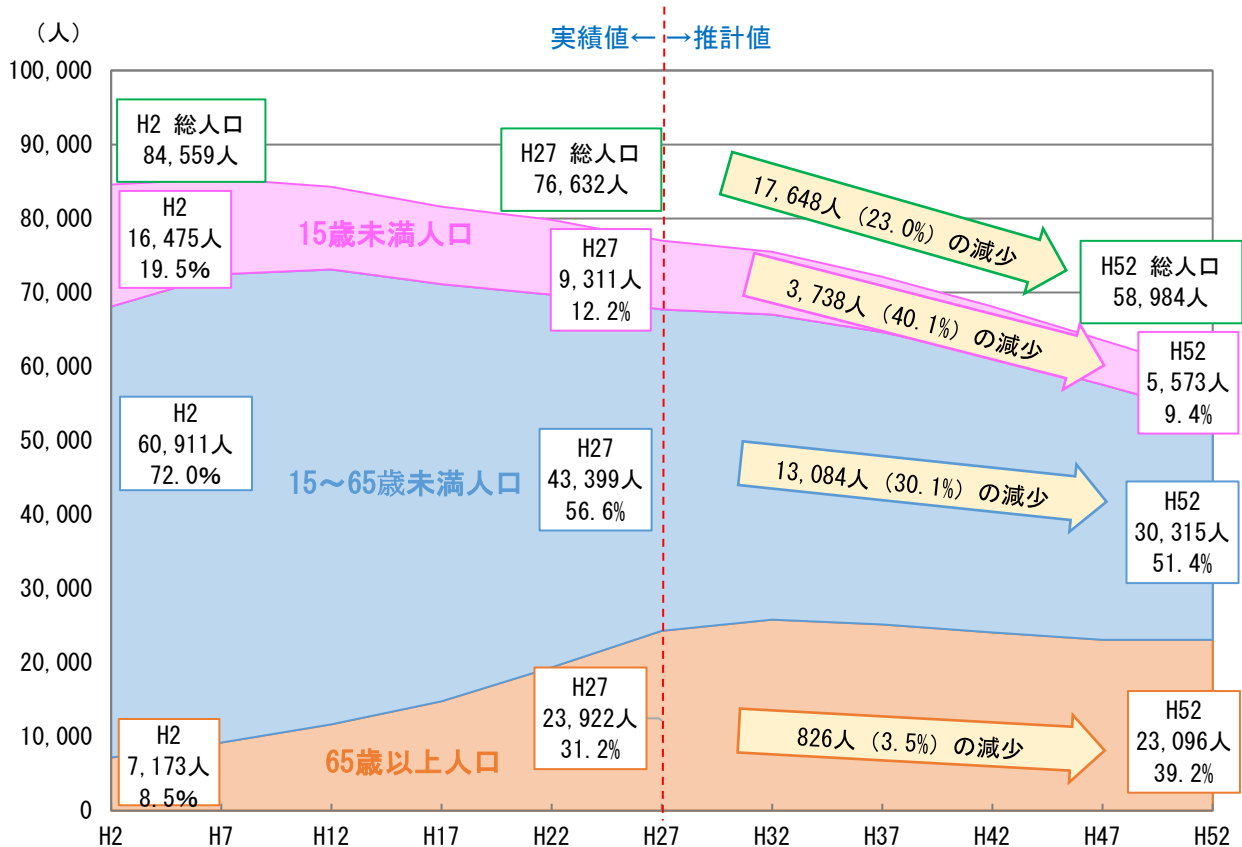 （人）
実績値← →推計値
100,000
90,000
80,000
70,000
60,000
50,000
40,000
30,000
20,000
10,000
0
H2 総人口
84,559人
H27 総人口
76,632人
17,648人（23.0%）の減少
H52 総人口
58,984人
H2
16,475人
19.5%
15歳未満人口
H27
9,311人
12.2%
3,738人（40.1%）の減少
H52
5,573人
9.4%
H2
60,911人
72.0%
15～65歳未満人口
H27
43,399人
56.6%
13,084人（30.1%）の減少
H52
30,315人
51.4%
H2
7,173人
8.5%
65歳以上人口
H27
23,922人
31.2%
826人（3.5%）の減少
H52
23,096人
39.2%
H2 H7 H12 H17 H22 H27 H32 H37 H42 H47 H52